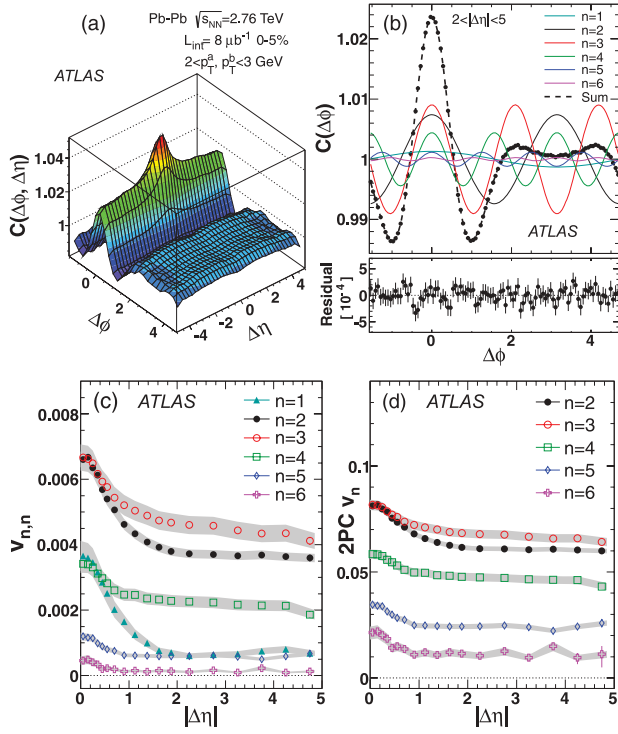 (a)
Pb-Pb √sNN=2.76 TeV
Lint= 8 μb-1 0-5%
2<pTa, pTb<3 GeV
ATLAS
C(Δϕ, Δη)
1.04
1.02
1
0
2
4
Δϕ
-4
-2
0
2
4
Δη
(b)
2<|Δη|<5
n=1
n=2
n=3
n=4
n=5
n=6
Sum
C(Δϕ)
1.02
1.01
1
0.99
ATLAS
Residual
[ 10-4]
5
0
-5
0
2
4
Δϕ
(c)
ATLAS
n=1
n=2
n=3
n=4
n=5
n=6
vn,n
0.008
0.006
0.004
0.002
0
0 1 2 3 4 5
|Δη|
(d)
ATLAS
n=2
n=3
n=4
n=5
n=6
2PC vn
0.1
0.05
0
0 1 2 3 4 5
|Δη|